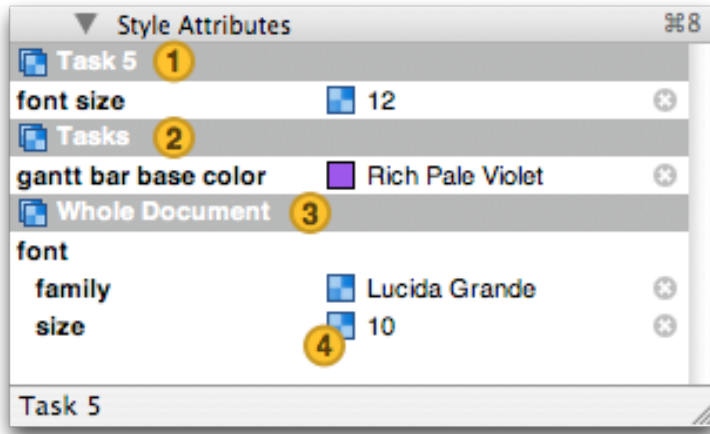 ▼ Style Attributes ⌘8
Task 5 1
font size 12
Tasks 2
gantt bar base color Rich Pale Violet
Whole Document 3
font
family Lucida Grande
size 4 10
Task 5